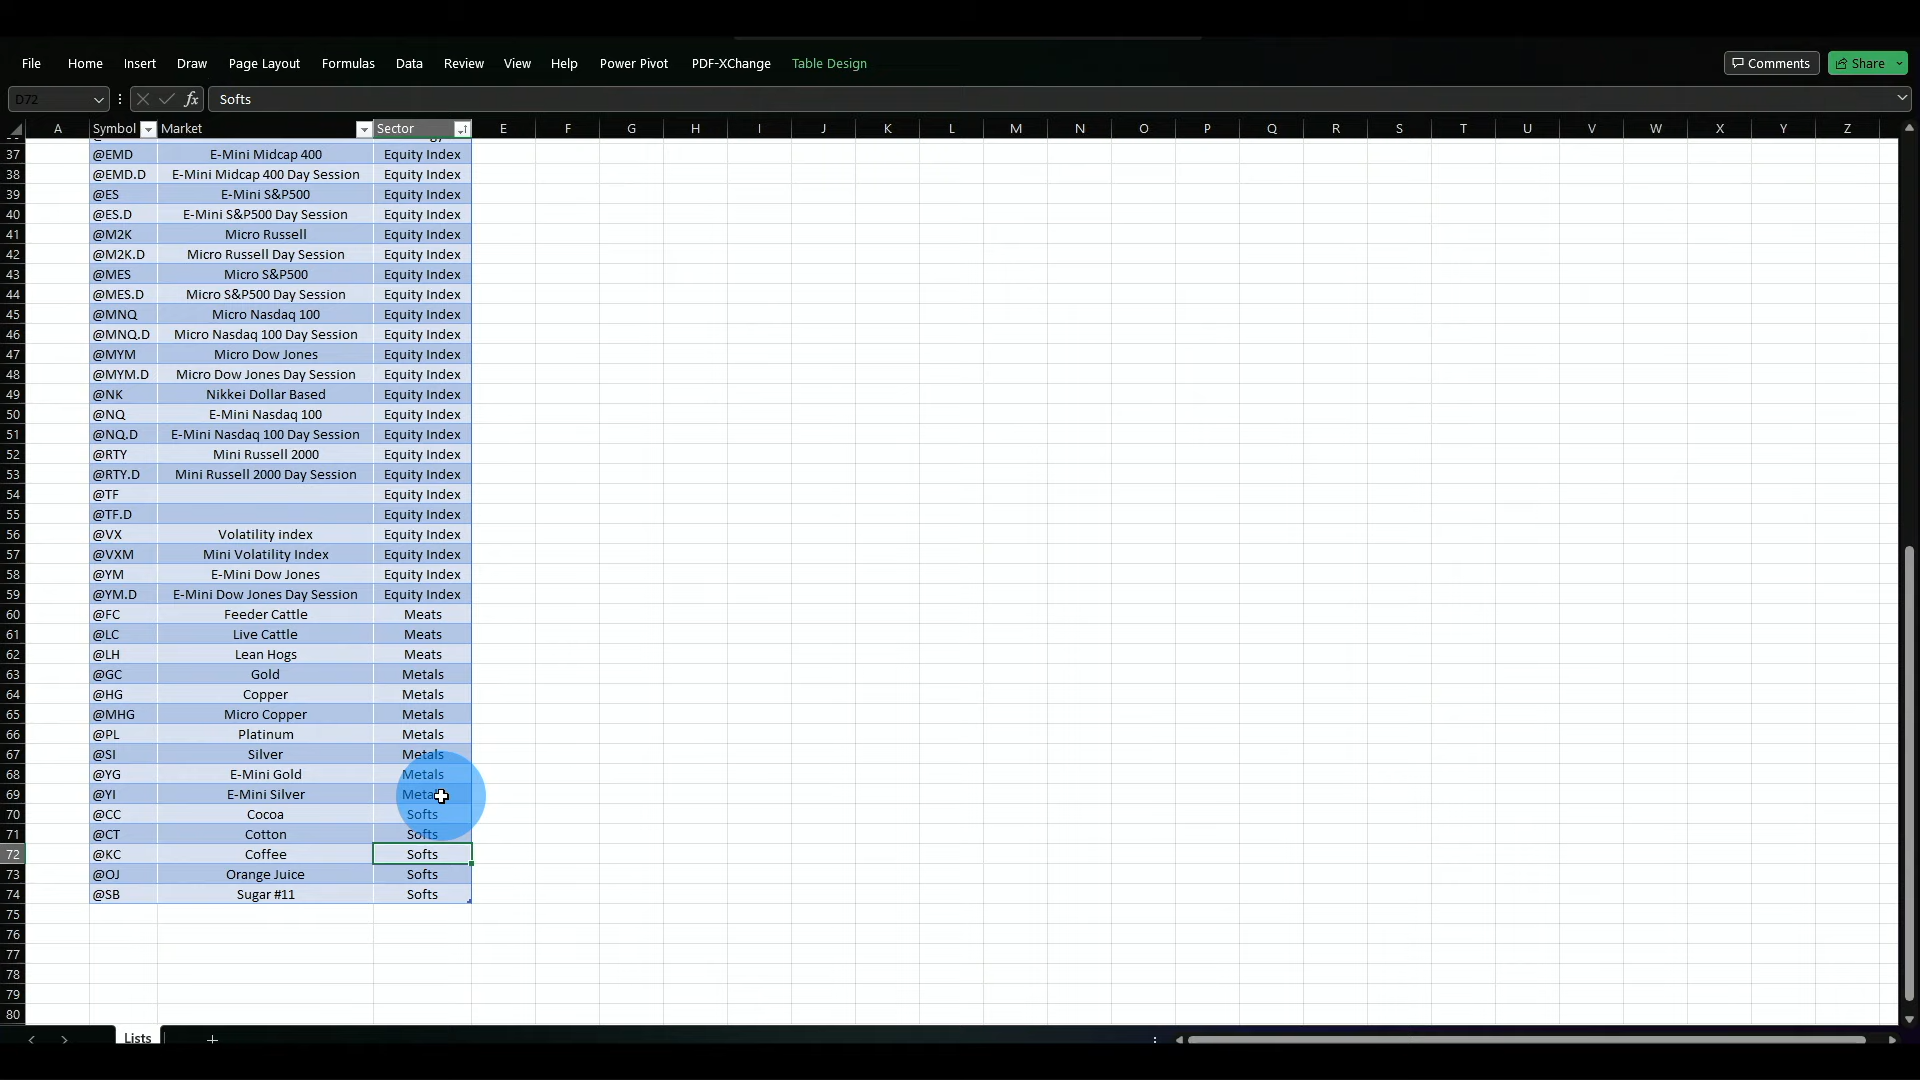 File Home Insert Draw Page Layout Formulas Data Review View Help Power Pivot PDF-XChange Table Design Comments Share
D72 fx Softs
A Symbol Market Sector E F G H I J K L M N O P Q R S T U V W X Y Z
37 @EMD E-Mini Midcap 400 Equity Index
38 @EMD.D E-Mini Midcap 400 Day Session Equity Index
39 @ES E-Mini S&P500 Equity Index
40 @ES.D E-Mini S&P500 Day Session Equity Index
41 @M2K Micro Russell Equity Index
42 @M2K.D Micro Russell Day Session Equity Index
43 @MES Micro S&P500 Equity Index
44 @MES.D Micro S&P500 Day Session Equity Index
45 @MNQ Micro Nasdaq 100 Equity Index
46 @MNQ.D Micro Nasdaq 100 Day Session Equity Index
47 @MYM Micro Dow Jones Equity Index
48 @MYM.D Micro Dow Jones Day Session Equity Index
49 @NK Nikkei Dollar Based Equity Index
50 @NQ E-Mini Nasdaq 100 Equity Index
51 @NQ.D E-Mini Nasdaq 100 Day Session Equity Index
52 @RTY Mini Russell 2000 Equity Index
53 @RTY.D Mini Russell 2000 Day Session Equity Index
54 @TF Equity Index
55 @TF.D Equity Index
56 @VX Volatility index Equity Index
57 @VXM Mini Volatility Index Equity Index
58 @YM E-Mini Dow Jones Equity Index
59 @YM.D E-Mini Dow Jones Day Session Equity Index
60 @FC Feeder Cattle Meats
61 @LC Live Cattle Meats
62 @LH Lean Hogs Meats
63 @GC Gold Metals
64 @HG Copper Metals
65 @MHG Micro Copper Metals
66 @PL Platinum Metals
67 @SI Silver Metals
68 @YG E-Mini Gold Metals
69 @YI E-Mini Silver Metals
70 @CC Cocoa Softs
71 @CT Cotton Softs
72 @KC Coffee Softs
73 @OJ Orange Juice Softs
74 @SB Sugar #11 Softs
75
76
77
78
79
80
Lists